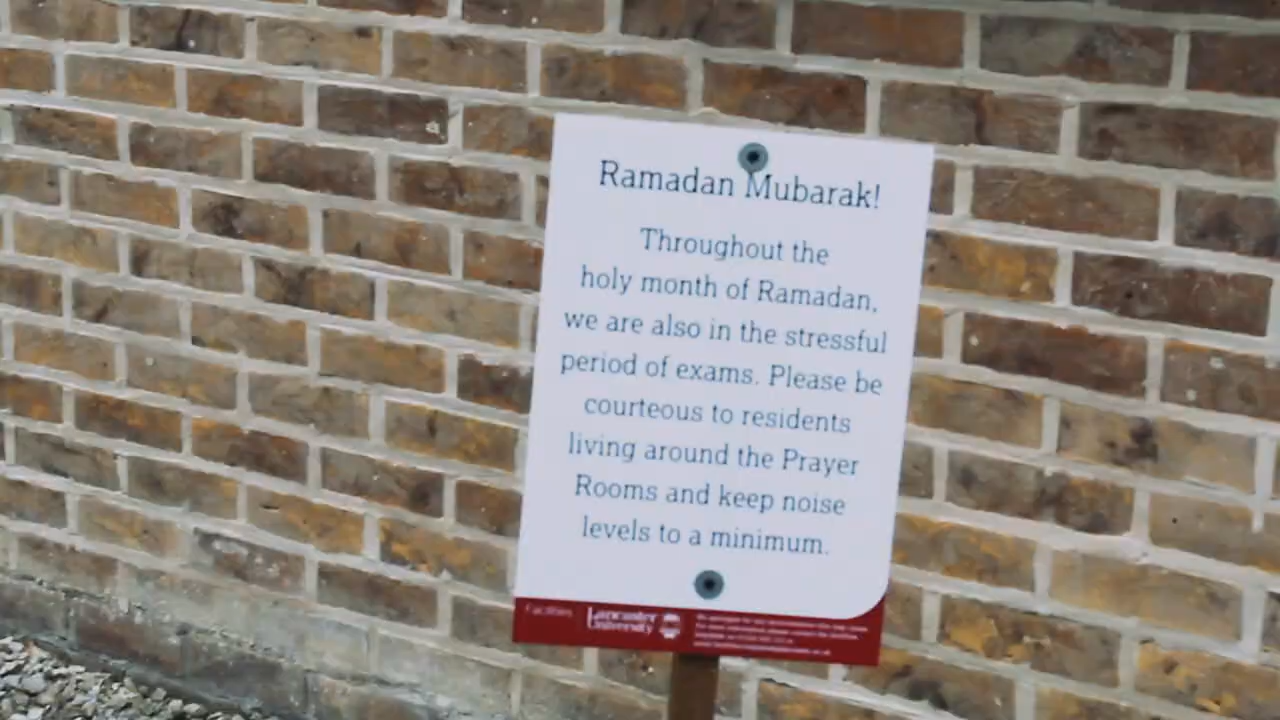 Ramadan Mubarak!
Throughout the
holy month of Ramadan,
we are also in the stressful
period of exams. Please be
courteous to residents
living around the Prayer
Rooms and keep noise
levels to a minimum.
Facilities
Lancaster
University